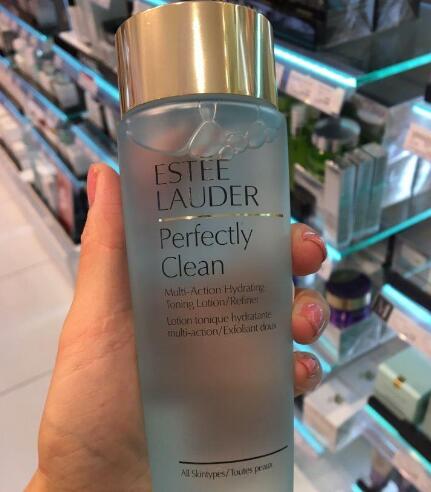 ESTEE
LAUDER
Perfectly
Clean
Multi-Action Hydrating
Toning Lotion/Refiner
Lotion tonique hydratante
multi-action/Exfoliant doux
All Skintypes/Toutes peaux